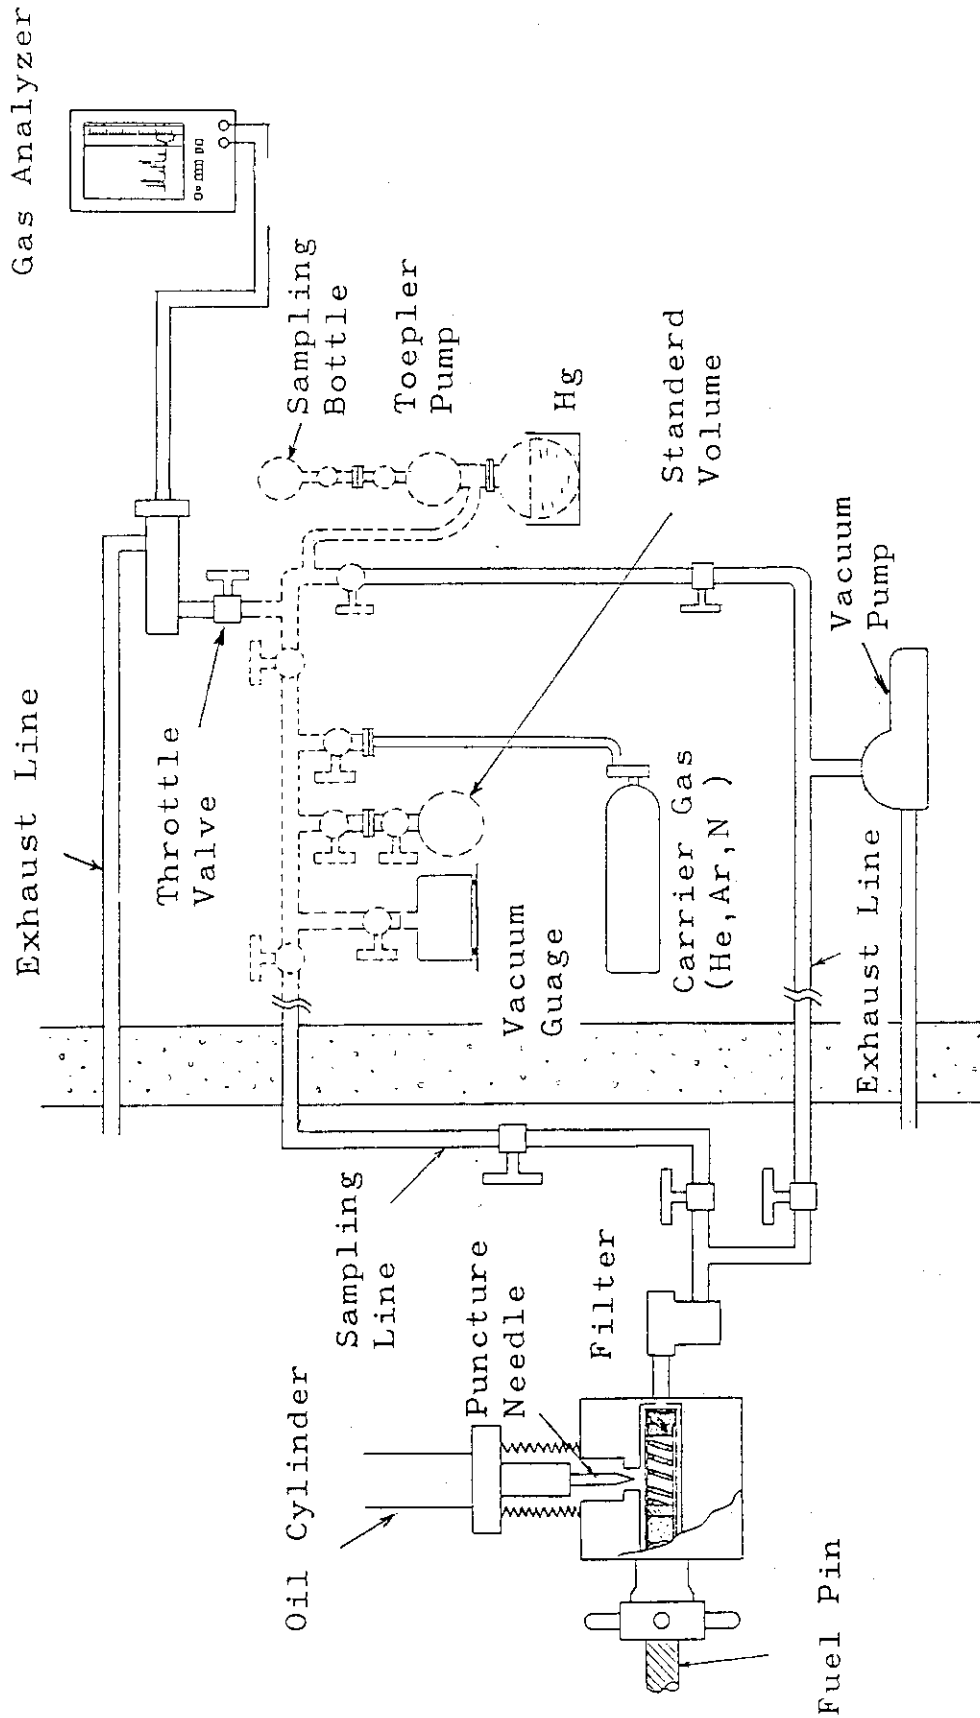 Gas Analyzer
Exhaust Line
Throttle
Valve
Sampling
Bottle
Toepler
Pump
Hg
Standerd
Volume
Vacuum
Pump
Vacuum
Guage
Carrier Gas
(He,Ar,N )
Exhaust Line
Sampling
Line
Oil Cylinder
Puncture
Needle
Filter
Fuel Pin